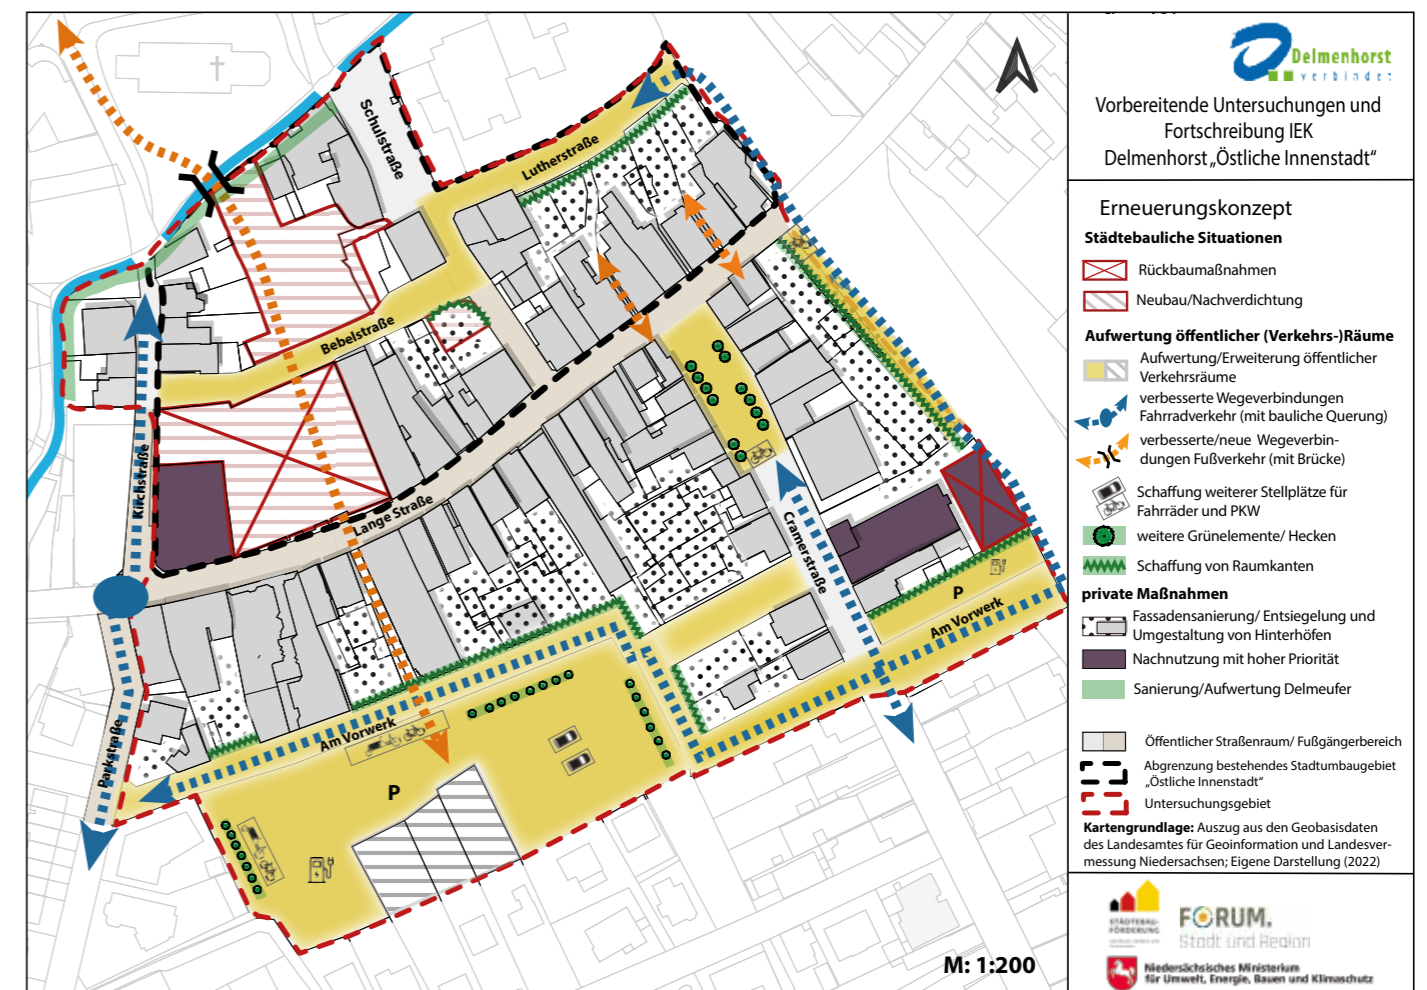 Schulstraße
Lutherstraße
Bebelstraße
Kirchstraße
Lange Straße
Cramerstraße
Am Vorwerk
P
Am Vorwerk
Parkstraße
P
M: 1:200
Delmenhorst
verbindet
Vorbereitende Untersuchungen und
Fortschreibung IEK
Delmenhorst „Östliche Innenstadt“
Erneuerungskonzept
Städtebauliche Situationen
Rückbaumaßnahmen
Neubau/Nachverdichtung
Aufwertung öffentlicher (Verkehrs-)Räume
Aufwertung/Erweiterung öffentlicher
Verkehrsräume
verbesserte Wegeverbindungen
Fahrradverkehr (mit bauliche Querung)
verbesserte/neue Wegeverbin-
dungen Fußverkehr (mit Brücke)
Schaffung weiterer Stellplätze für
Fahrräder und PKW
weitere Grünelemente/ Hecken
Schaffung von Raumkanten
private Maßnahmen
Fassadensanierung/ Entsiegelung und
Umgestaltung von Hinterhöfen
Nachnutzung mit hoher Priorität
Sanierung/Aufwertung Delmeufer
Öffentlicher Straßenraum/ Fußgängerbereich
Abgrenzung bestehendes Stadtumbaugebiet
„Östliche Innenstadt“
Untersuchungsgebiet
Kartengrundlage: Auszug aus den Geobasisdaten
des Landesamtes für Geoinformation und Landesver-
messung Niedersachsen; Eigene Darstellung (2022)
STÄDTEBAU-
FÖRDERUNG
FORUM.
Stadt und Region
Niedersächsisches Ministerium
für Umwelt, Energie, Bauen und Klimaschutz